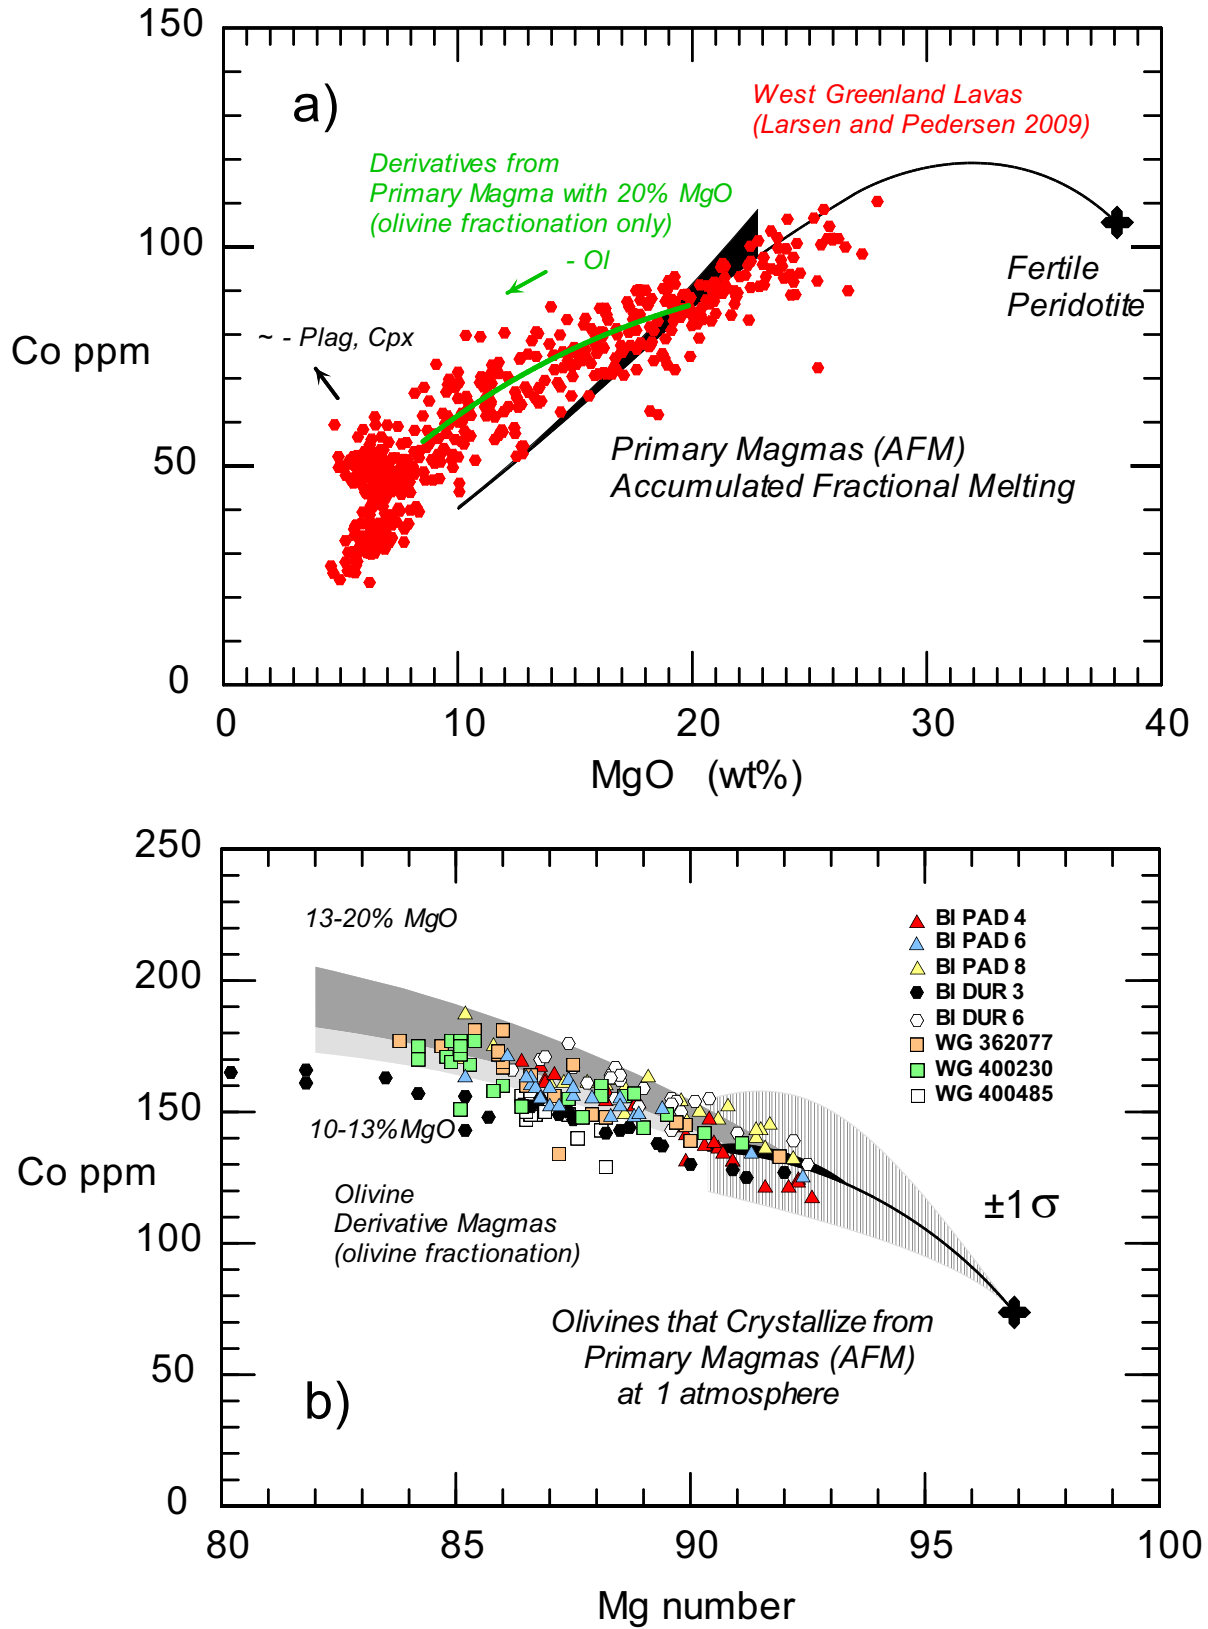 150
a)
West Greenland Lavas
(Larsen and Pedersen 2009)
Derivatives from
Primary Magma with 20% MgO
(olivine fractionation only)
- Ol
100
Fertile
Peridotite
~ - Plag, Cpx
Co ppm
50
Primary Magmas (AFM)
Accumulated Fractional Melting
0
0 10 20 30 40
MgO (wt%)
250
13-20% MgO
BI PAD 4
BI PAD 6
BI PAD 8
BI DUR 3
BI DUR 6
WG 362077
WG 400230
WG 400485
200
150
10-13%MgO
Co ppm
Olivine
Derivative Magmas
(olivine fractionation)
±1σ
100
Olivines that Crystallize from
Primary Magmas (AFM)
at 1 atmosphere
50
b)
0
80 85 90 95 100
Mg number